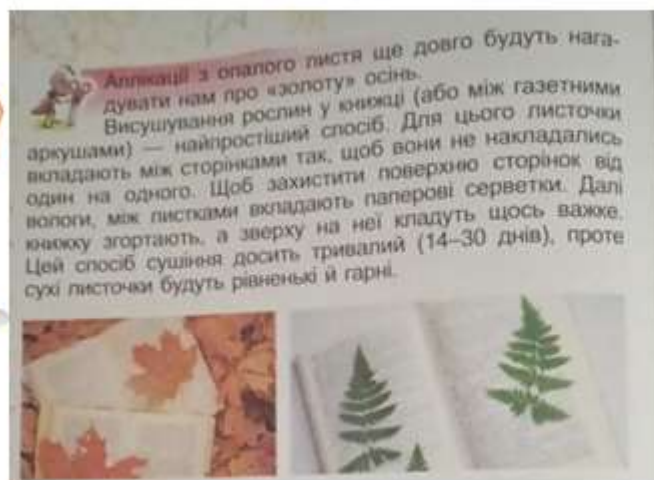 Аплікації з опалого листя ще довго будуть нага-
дувати нам про «золоту» осінь.
Висушування рослин у книжці (або між газетними
аркушами) — найпростіший спосіб. Для цього листочки
вкладають між сторінками так, щоб вони не накладались
один на одного. Щоб захистити поверхню сторінок від
вологи, між листками вкладають паперові серветки. Далі
книжку згортають, а зверху на неї кладуть щось важке.
Цей спосіб сушіння досить тривалий (14–30 днів), проте
сухі листочки будуть рівненькі й гарні.